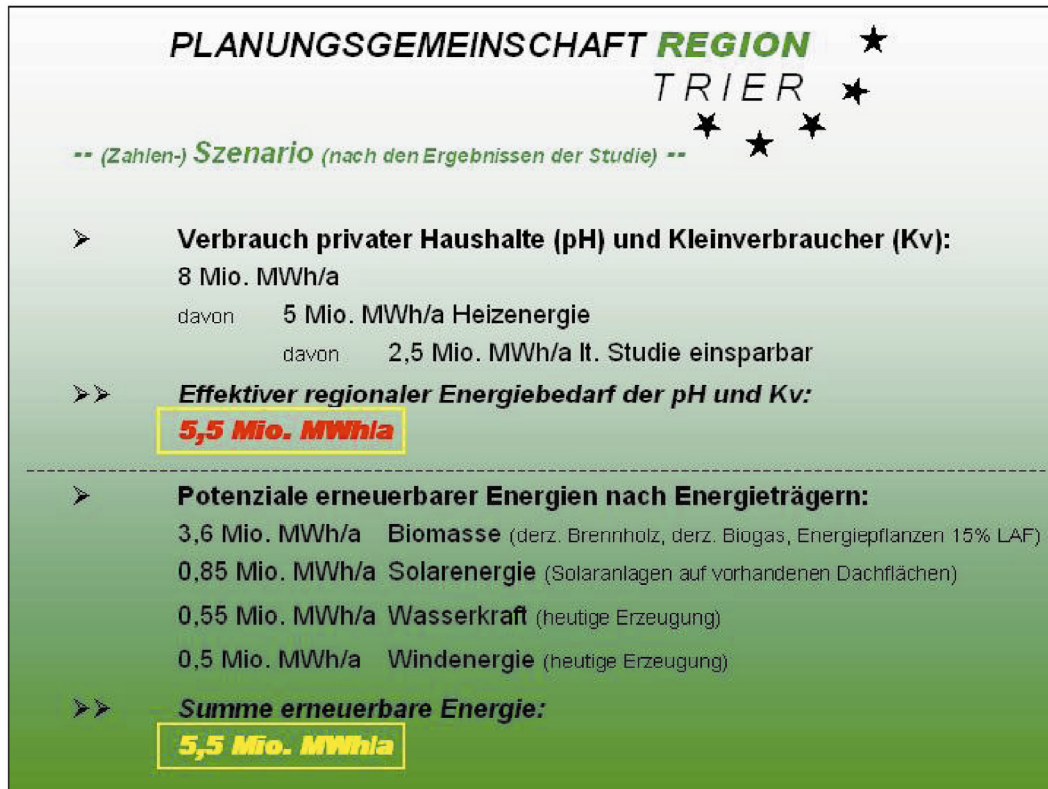 PLANUNGSGEMEINSCHAFT REGION
TRIER
-- (Zahlen-) Szenario (nach den Ergebnissen der Studie) --
Verbrauch privater Haushalte (pH) und Kleinverbraucher (Kv):
8 Mio. MWh/a
davon 5 Mio. MWh/a Heizenergie
davon 2,5 Mio. MWh/a lt. Studie einsparbar
Effektiver regionaler Energiebedarf der pH und Kv:
5,5 Mio. MWh/a
Potenziale erneuerbarer Energien nach Energieträgern:
3,6 Mio. MWh/a Biomasse (derz. Brennholz, derz. Biogas, Energiepflanzen 15% LAF)
0,85 Mio. MWh/a Solarenergie (Solaranlagen auf vorhandenen Dachflächen)
0,55 Mio. MWh/a Wasserkraft (heutige Erzeugung)
0,5 Mio. MWh/a Windenergie (heutige Erzeugung)
Summe erneuerbare Energie:
5,5 Mio. MWh/a